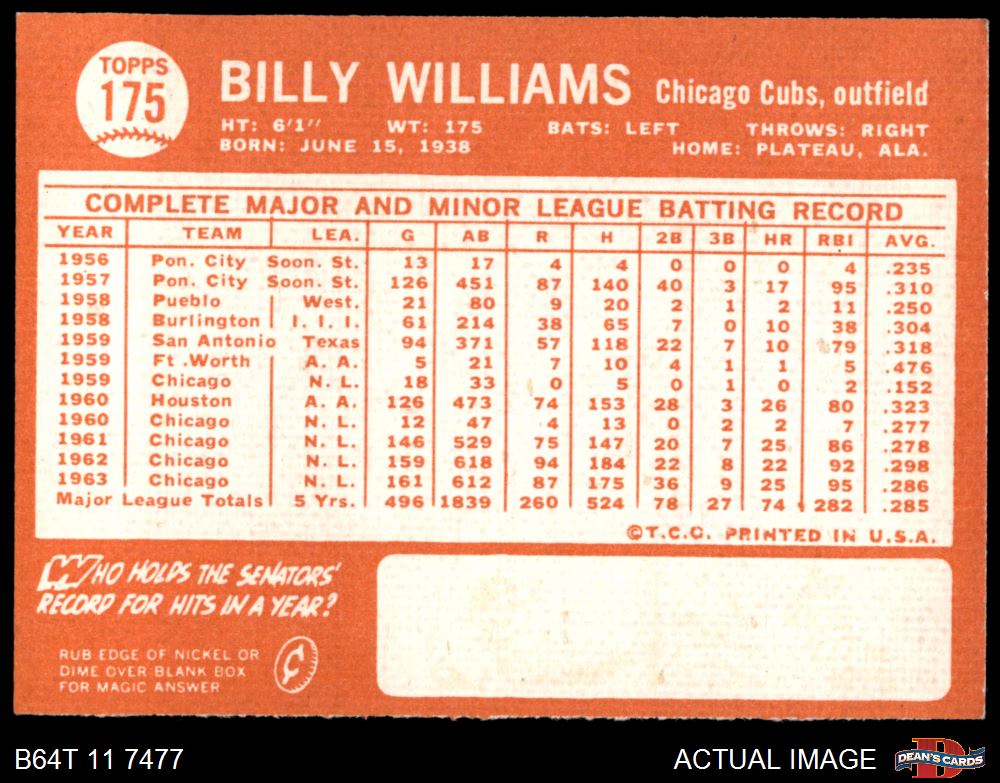 TOPPS
175
BILLY WILLIAMS Chicago Cubs, outfield
HT: 6'1" WT: 175 BATS: LEFT THROWS: RIGHT
BORN: JUNE 15, 1938 HOME: PLATEAU, ALA.
COMPLETE MAJOR AND MINOR LEAGUE BATTING RECORD
YEAR TEAM LEA. G AB R H 2B 3B HR RBI AVG.
1956 Pon. City Soon. St. 13 17 4 4 0 0 0 4 .235
1957 Pon. City Soon. St. 126 451 87 140 40 3 17 95 .310
1958 Pueblo West. 21 80 9 20 2 1 2 11 .250
1958 Burlington I. I. I. 61 214 38 65 7 0 10 38 .304
1959 San Antonio Texas 94 371 57 118 22 7 10 79 .318
1959 Ft .Worth A. A. 5 21 7 10 4 1 1 5 .476
1959 Chicago N. L. 18 33 0 5 0 1 0 2 .152
1960 Houston A. A. 126 473 74 153 28 3 26 80 .323
1960 Chicago N. L. 12 47 4 13 0 2 2 7 .277
1961 Chicago N. L. 146 529 75 147 20 7 25 86 .278
1962 Chicago N. L. 159 618 94 184 22 8 22 92 .298
1963 Chicago N. L. 161 612 87 175 36 9 25 95 .286
Major League Totals 5 Yrs. 496 1839 260 524 78 27 74 282 .285
©T.C.G. PRINTED IN U.S.A.
WHO HOLDS THE SENATORS'
RECORD FOR HITS IN A YEAR?
RUB EDGE OF NICKEL OR
DIME OVER BLANK BOX
FOR MAGIC ANSWER
¢
B64T 11 7477 ACTUAL IMAGE DEAN'S CARDS